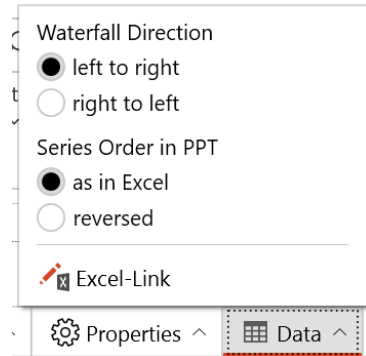 Waterfall Direction
left to right
right to left
Series Order in PPT
as in Excel
reversed
Excel-Link
Properties
Data